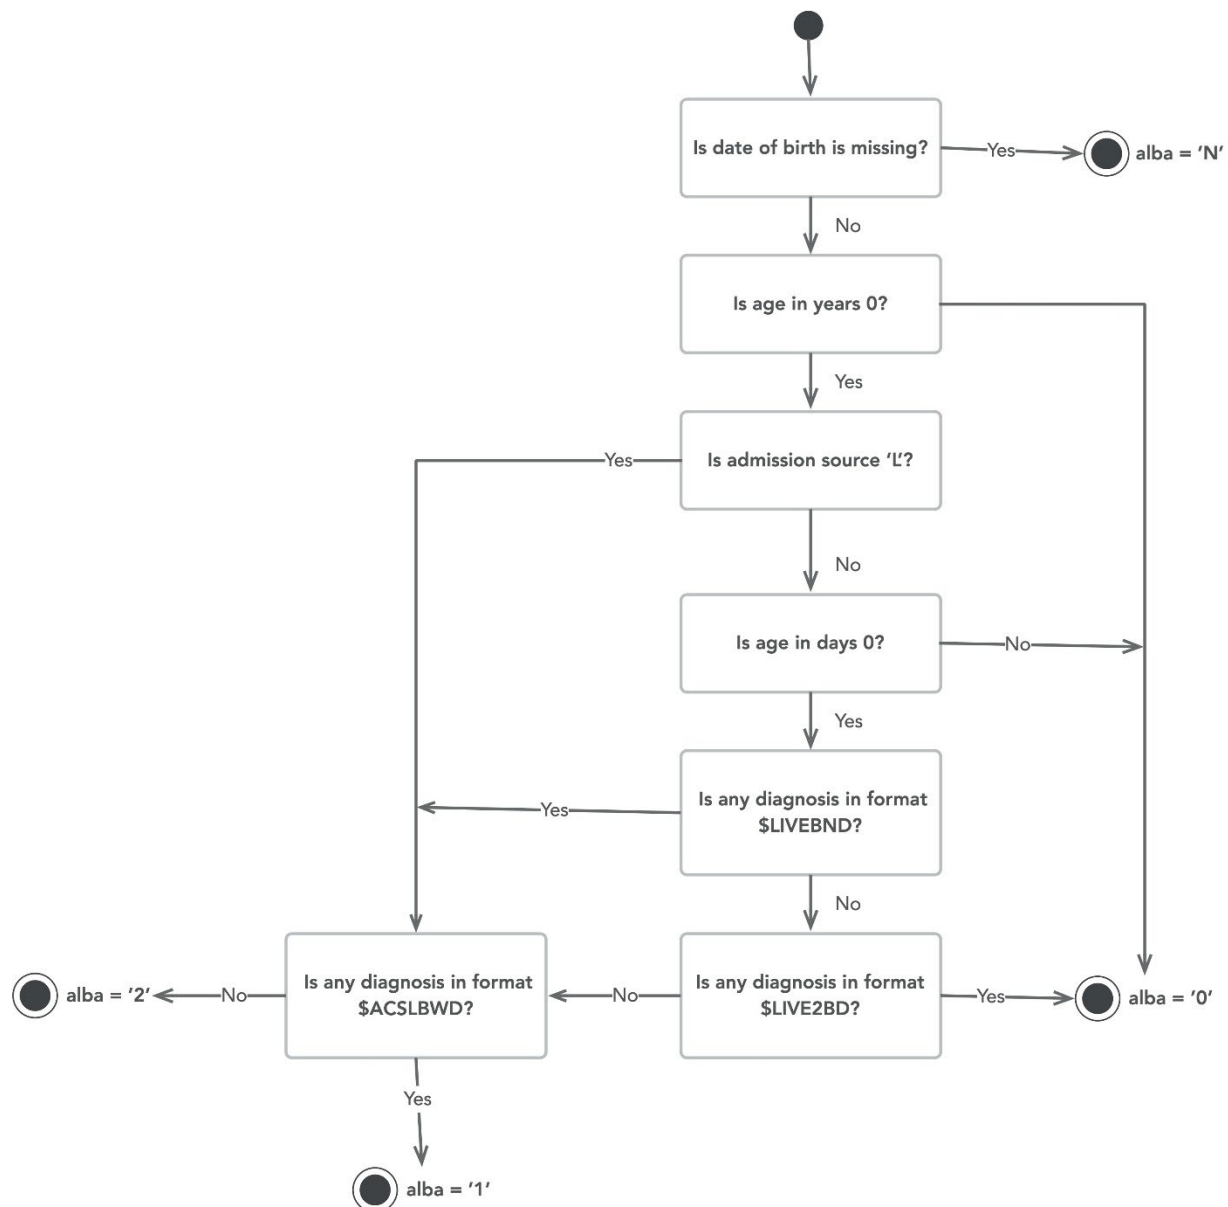 Is date of birth is missing?
Yes
alba = 'N'
No
Is age in years 0?
Yes
Is admission source 'L'?
Yes
No
Is age in days 0?
No
Yes
Is any diagnosis in format
$LIVEBND?
Yes
No
Is any diagnosis in format
$LIVE2BD?
Yes
alba = '0'
No
Is any diagnosis in format
$ACSLBWD?
No
alba = '2'
Yes
alba = '1'